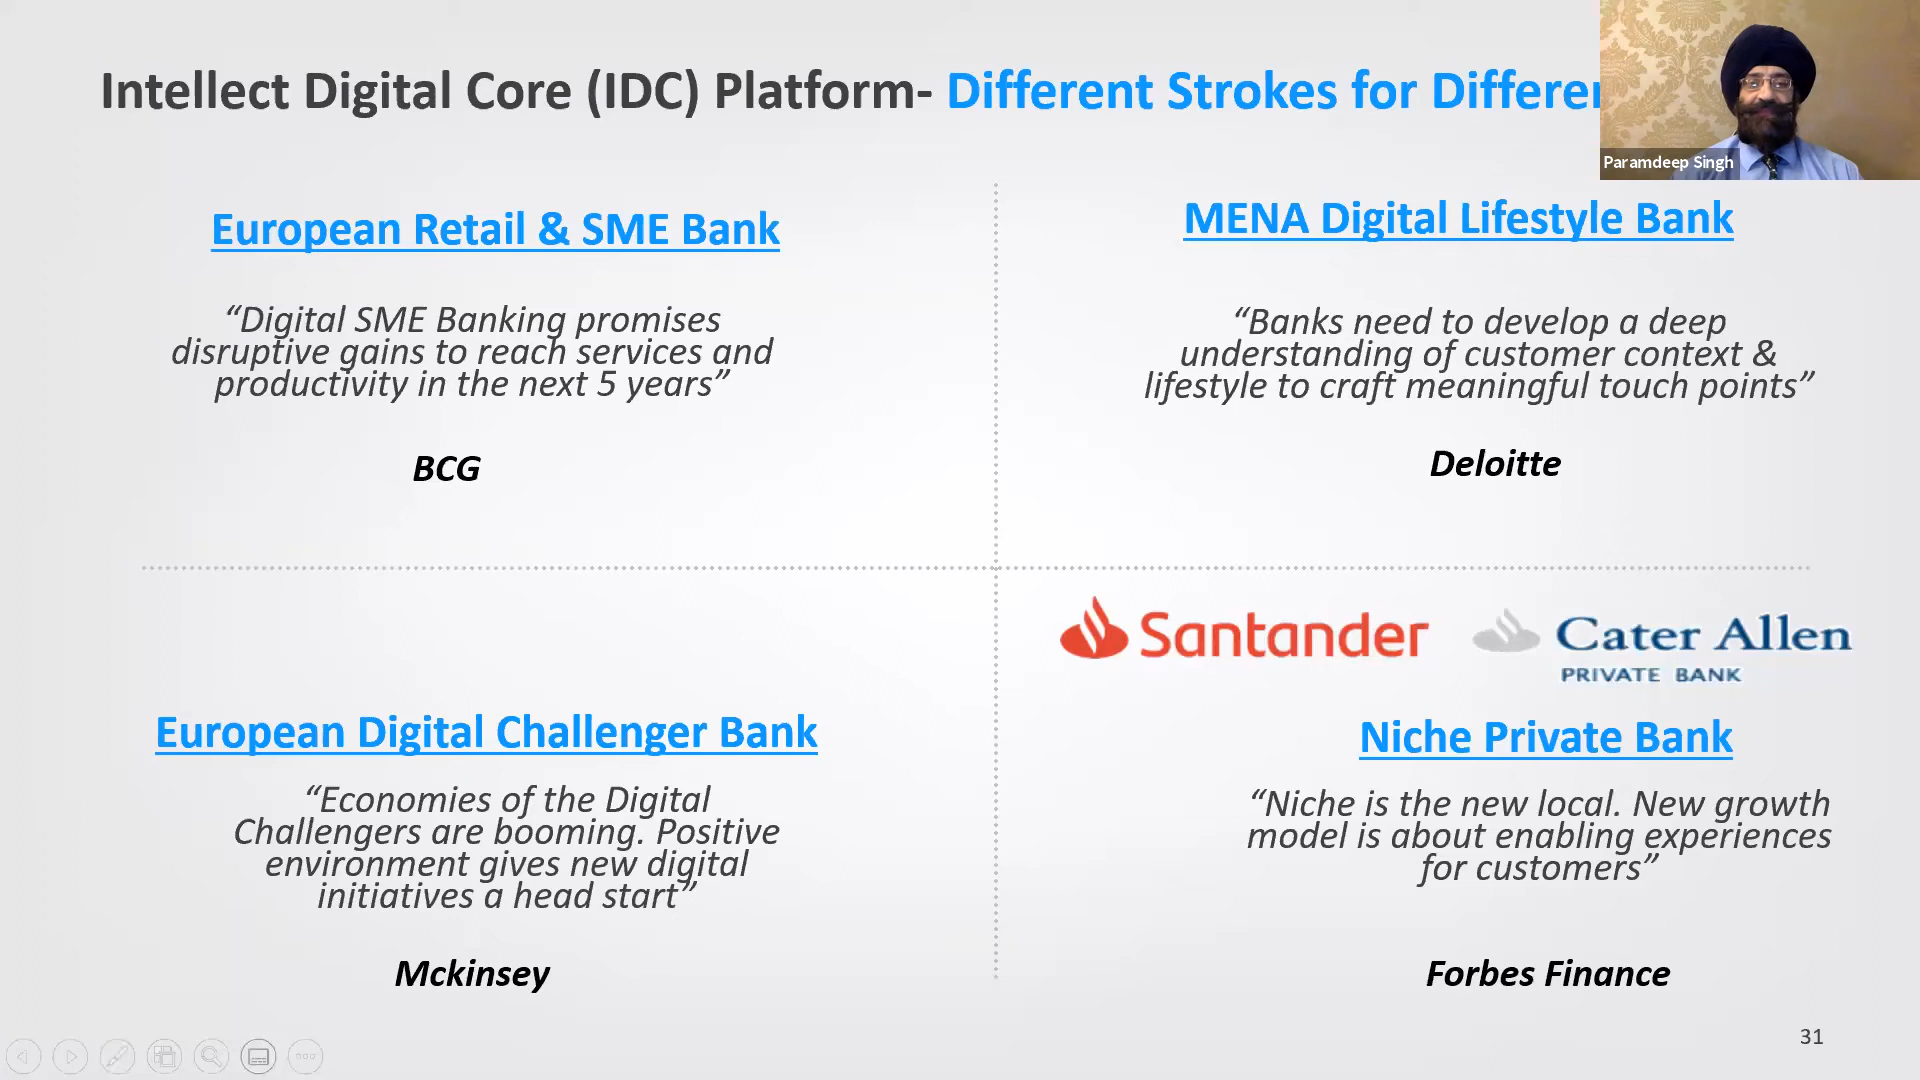 Intellect Digital Core (IDC) Platform- Different Strokes for Differe
Paramdeep Singh
European Retail & SME Bank
“Digital SME Banking promises
disruptive gains to reach services and
productivity in the next 5 years”
BCG
MENA Digital Lifestyle Bank
“Banks need to develop a deep
understanding of customer context &
lifestyle to craft meaningful touch points”
Deloitte
European Digital Challenger Bank
“Economies of the Digital
Challengers are booming. Positive
environment gives new digital
initiatives a head start”
Mckinsey
Santander
Cater Allen
PRIVATE BANK
Niche Private Bank
“Niche is the new local. New growth
model is about enabling experiences
for customers”
Forbes Finance
31